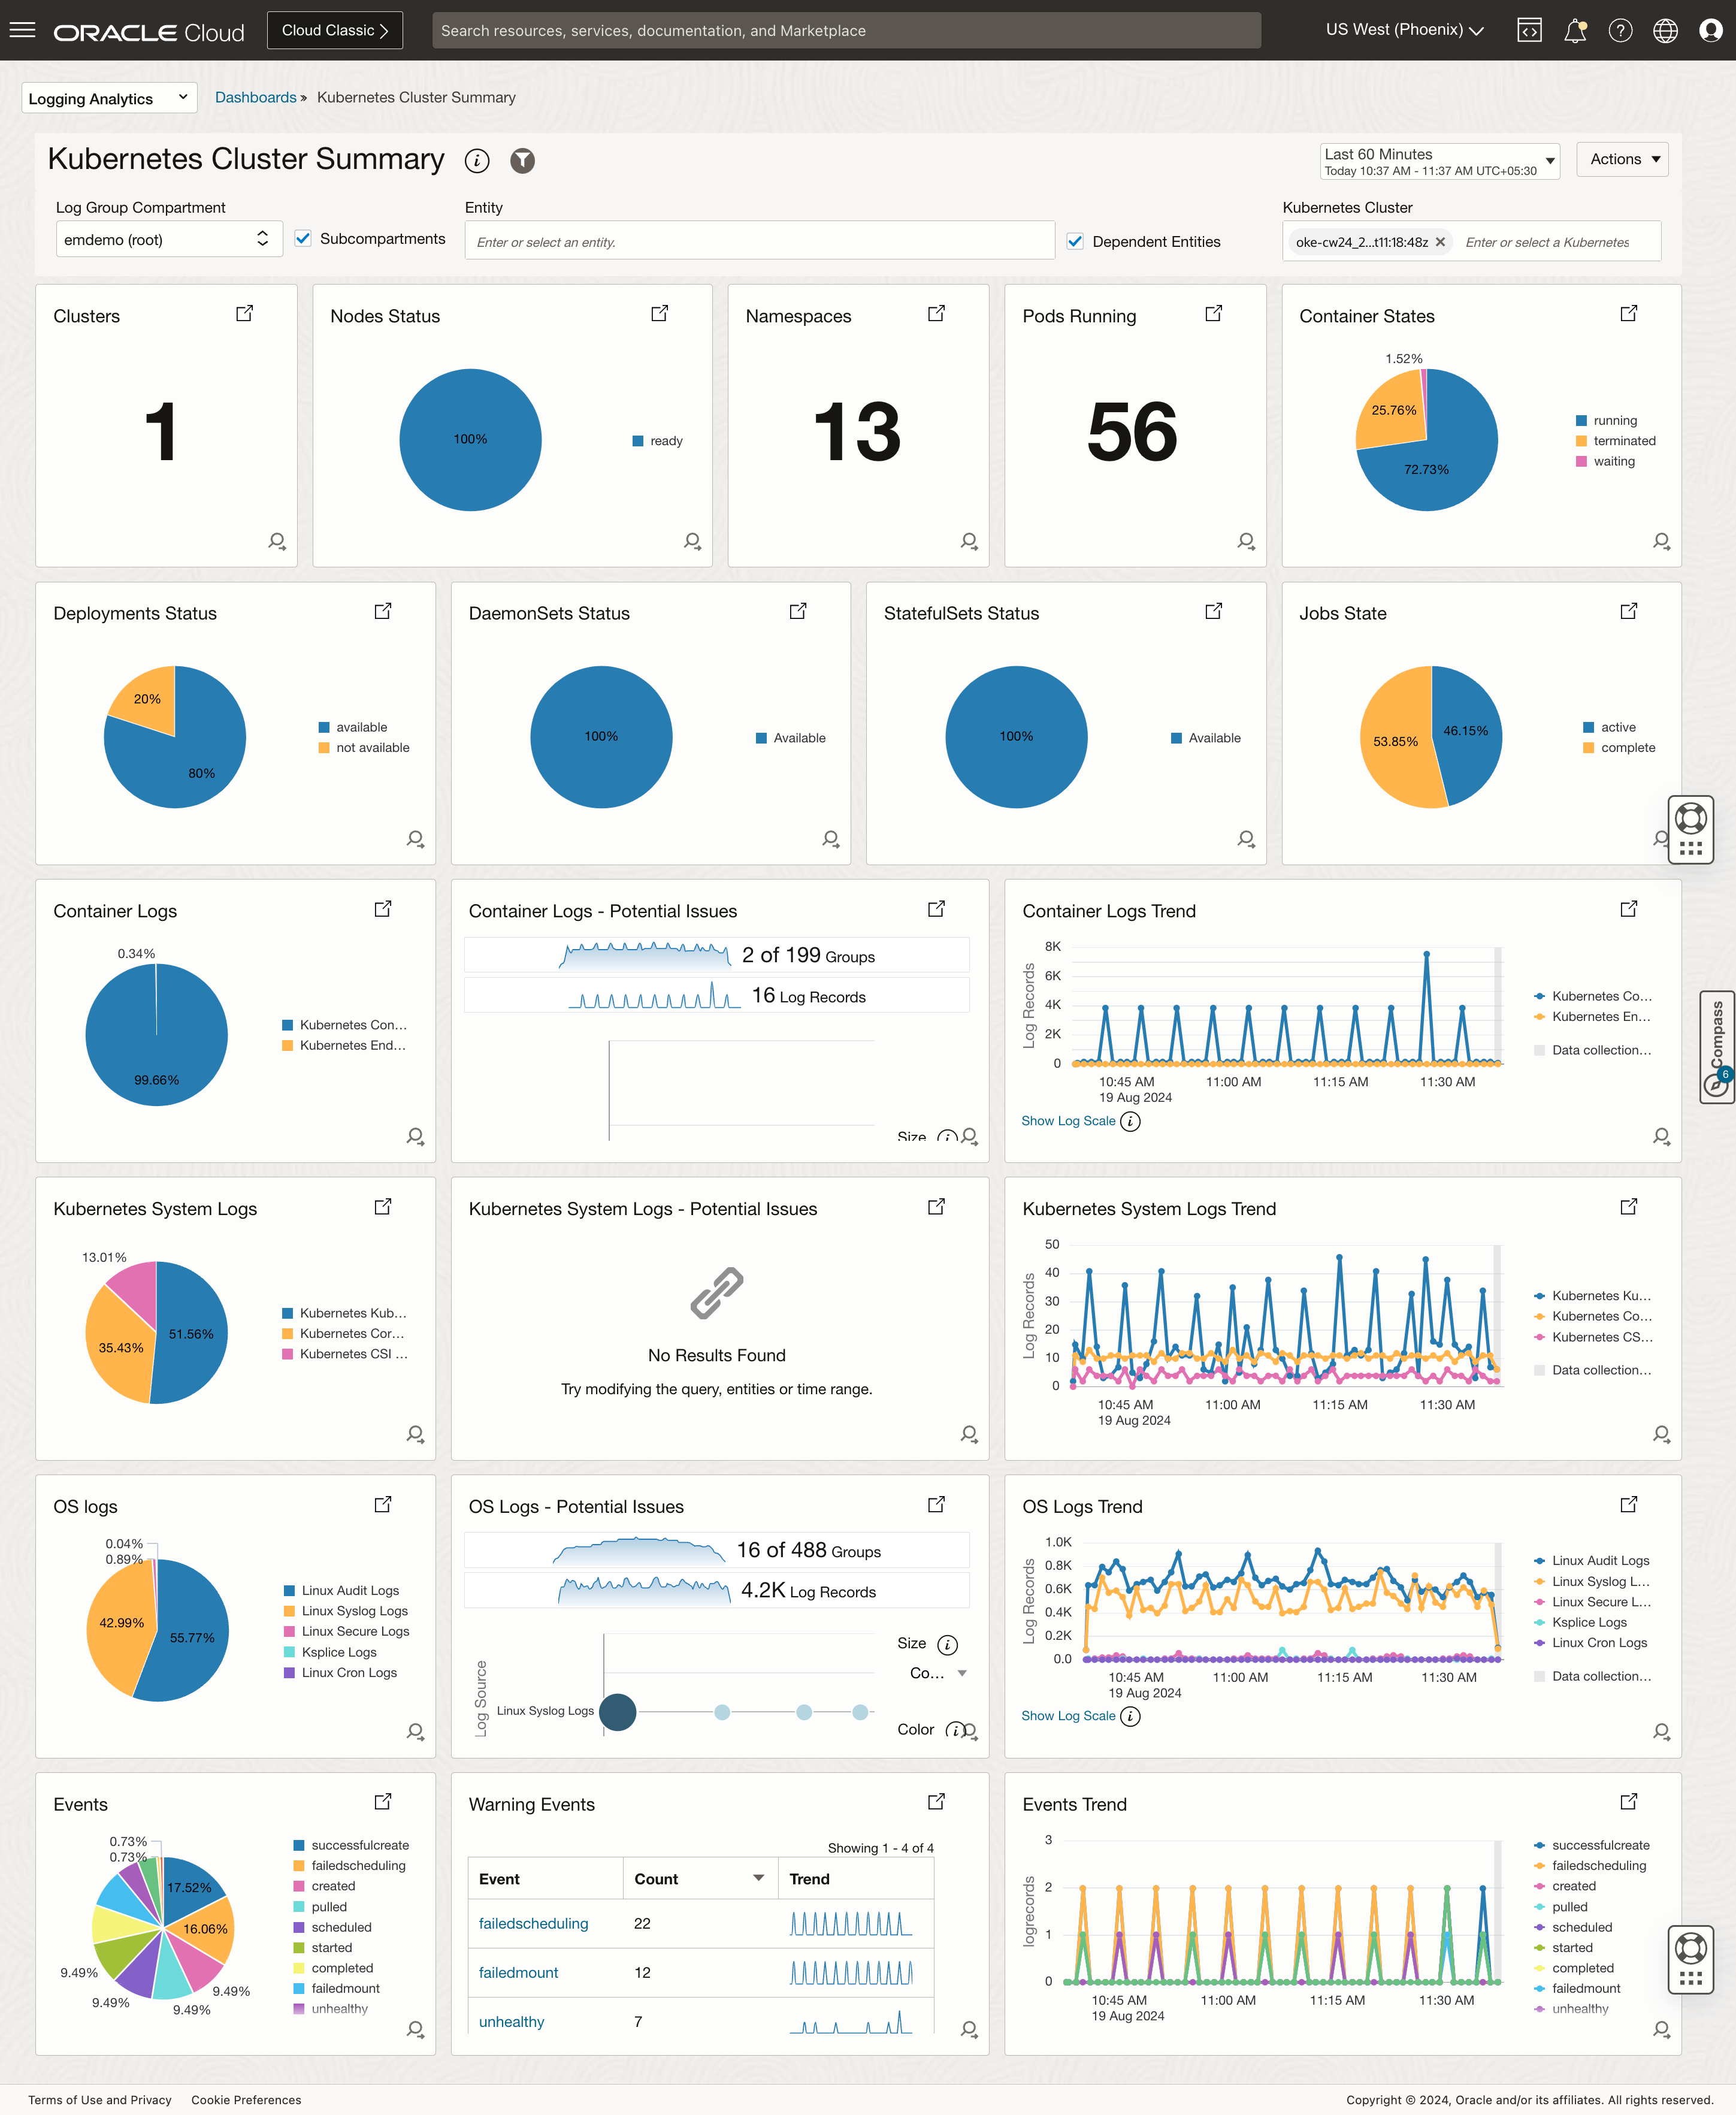 ORACLE Cloud
Cloud Classic
Search resources, services, documentation, and Marketplace
US West (Phoenix)
Logging Analytics
Dashboards » Kubernetes Cluster Summary
Kubernetes Cluster Summary
Last 60 Minutes
Today 10:37 AM - 11:37 AM UTC+05:30
Actions
Log Group Compartment
emdemo (root)
Subcompartments
Entity
Enter or select an entity.
Dependent Entities
Kubernetes Cluster
oke-cw24_2...t11:18:48z
Enter or select a Kubernetes
Clusters
1
Nodes Status
100%
ready
Namespaces
13
Pods Running
56
Container States
1.52%
25.76%
72.73%
running
terminated
waiting
Deployments Status
20%
80%
available
not available
DaemonSets Status
100%
Available
StatefulSets Status
100%
Available
Jobs State
53.85%
46.15%
active
complete
Container Logs
0.34%
99.66%
Kubernetes Con...
Kubernetes End...
Container Logs - Potential Issues
2 of 199 Groups
16 Log Records
Size
Container Logs Trend
Log Records
8K
6K
4K
2K
0
10:45 AM
19 Aug 2024
11:00 AM
11:15 AM
11:30 AM
Kubernetes Co...
Kubernetes En...
Data collection...
Show Log Scale
Compass
6
Kubernetes System Logs
13.01%
35.43%
51.56%
Kubernetes Kub...
Kubernetes Cor...
Kubernetes CSI ...
Kubernetes System Logs - Potential Issues
No Results Found
Try modifying the query, entities or time range.
Kubernetes System Logs Trend
Log Records
50
40
30
20
10
0
10:45 AM
19 Aug 2024
11:00 AM
11:15 AM
11:30 AM
Kubernetes Ku...
Kubernetes Co...
Kubernetes CS...
Data collection...
OS logs
0.04%
0.89%
42.99%
55.77%
Linux Audit Logs
Linux Syslog Logs
Linux Secure Logs
Ksplice Logs
Linux Cron Logs
OS Logs - Potential Issues
16 of 488 Groups
4.2K Log Records
Log Source
Linux Syslog Logs
Size
Co...
Color
OS Logs Trend
Log Records
1.0K
0.8K
0.6K
0.4K
0.2K
0.0
10:45 AM
19 Aug 2024
11:00 AM
11:15 AM
11:30 AM
Linux Audit Logs
Linux Syslog L...
Linux Secure L...
Ksplice Logs
Linux Cron Logs
Data collection...
Show Log Scale
Events
0.73%
0.73%
17.52%
16.06%
9.49%
9.49%
9.49%
9.49%
successfulcreate
failedscheduling
created
pulled
scheduled
started
completed
failedmount
unhealthy
Warning Events
Showing 1 - 4 of 4
Event Count Trend
failedscheduling 22
failedmount 12
unhealthy 7
Events Trend
logrecords
3
2
1
0
10:45 AM
19 Aug 2024
11:00 AM
11:15 AM
11:30 AM
successfulcreate
failedscheduling
created
pulled
scheduled
started
completed
failedmount
unhealthy
Terms of Use and Privacy Cookie Preferences
Copyright © 2024, Oracle and/or its affiliates. All rights reserved.